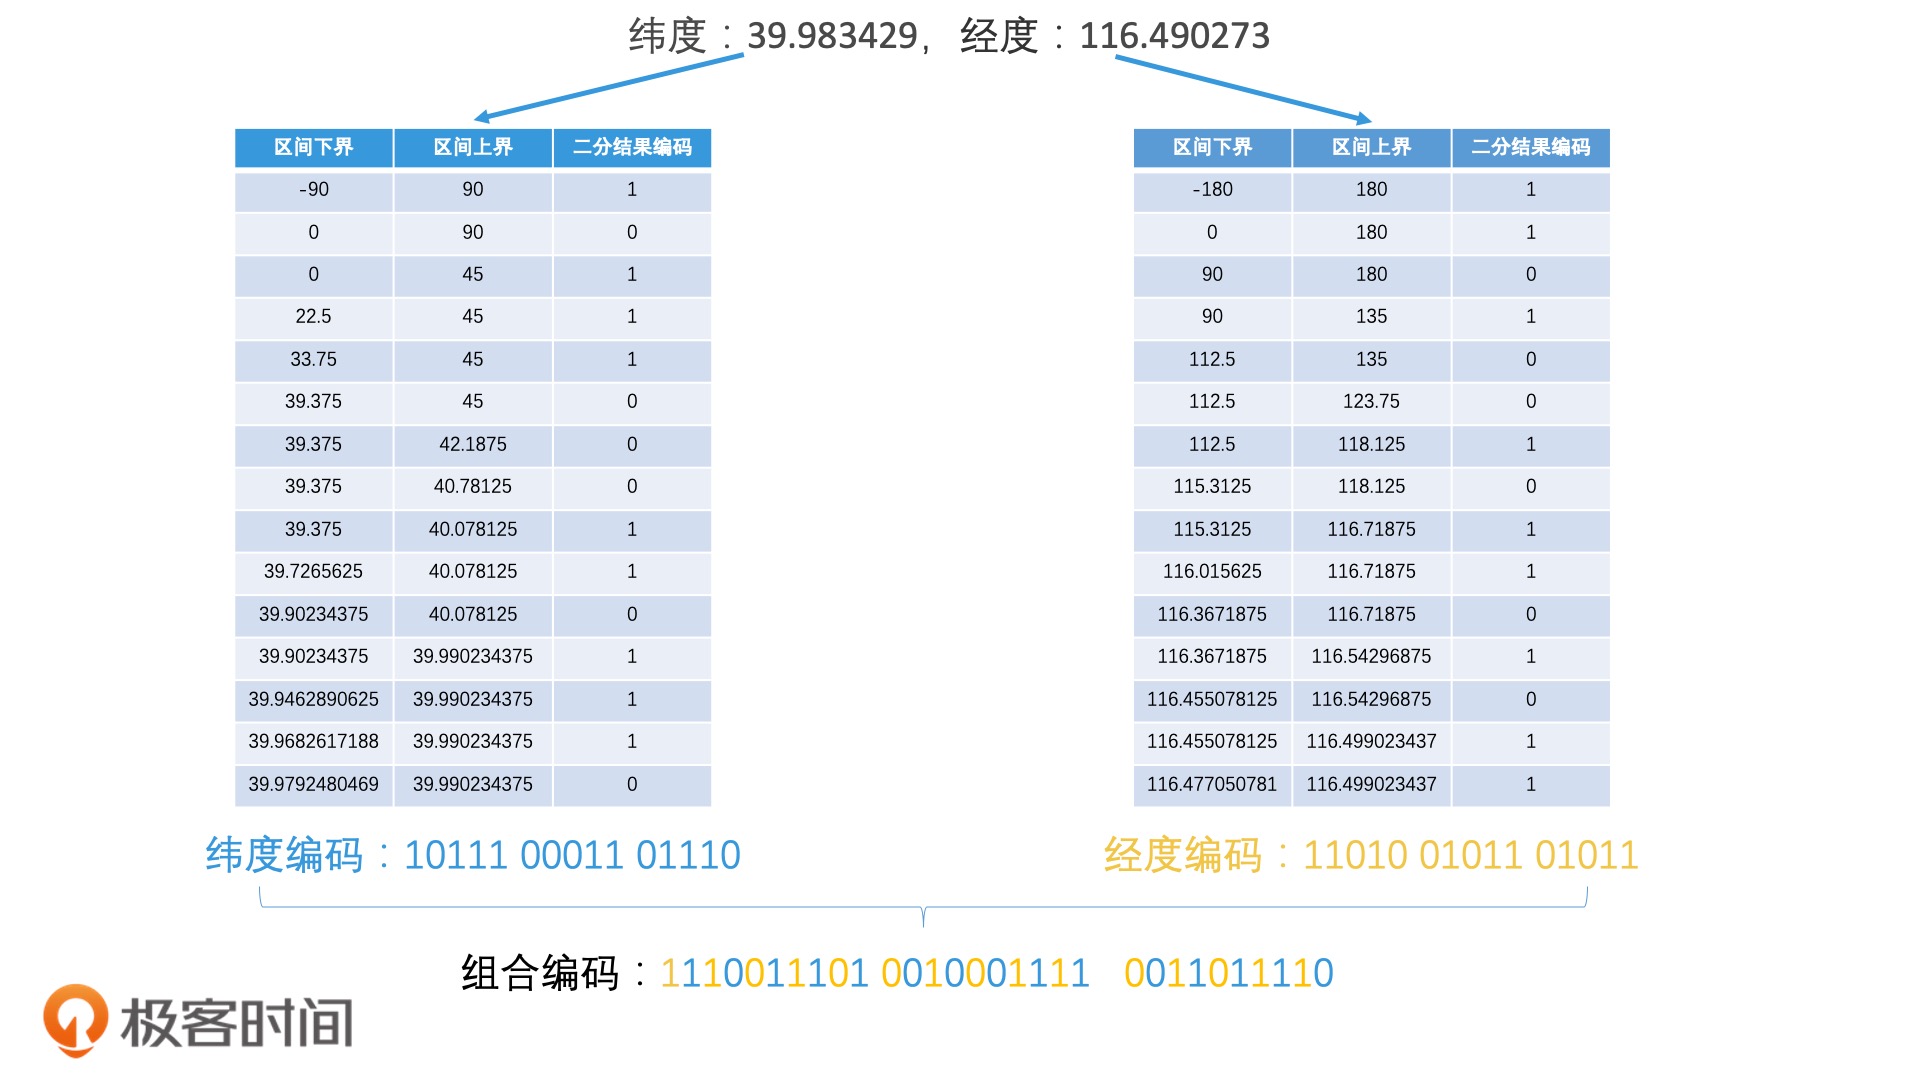 纬度：39.983429, 经度：116.490273
区间下界 区间上界 二分结果编码
-90 90 1
0 90 0
0 45 1
22.5 45 1
33.75 45 1
39.375 45 0
39.375 42.1875 0
39.375 40.78125 0
39.375 40.078125 1
39.7265625 40.078125 1
39.90234375 40.078125 0
39.90234375 39.990234375 1
39.9462890625 39.990234375 1
39.9682617188 39.990234375 1
39.9792480469 39.990234375 0
纬度编码：10111 00011 01110
区间下界 区间上界 二分结果编码
-180 180 1
0 180 1
90 180 0
90 135 1
112.5 135 0
112.5 123.75 0
112.5 118.125 1
115.3125 118.125 0
115.3125 116.71875 1
116.015625 116.71875 1
116.3671875 116.71875 0
116.3671875 116.54296875 1
116.455078125 116.54296875 0
116.455078125 116.499023437 1
116.477050781 116.499023437 1
经度编码：11010 01011 01011
组合编码：1110011101 0010001111 0011011110
极客时间